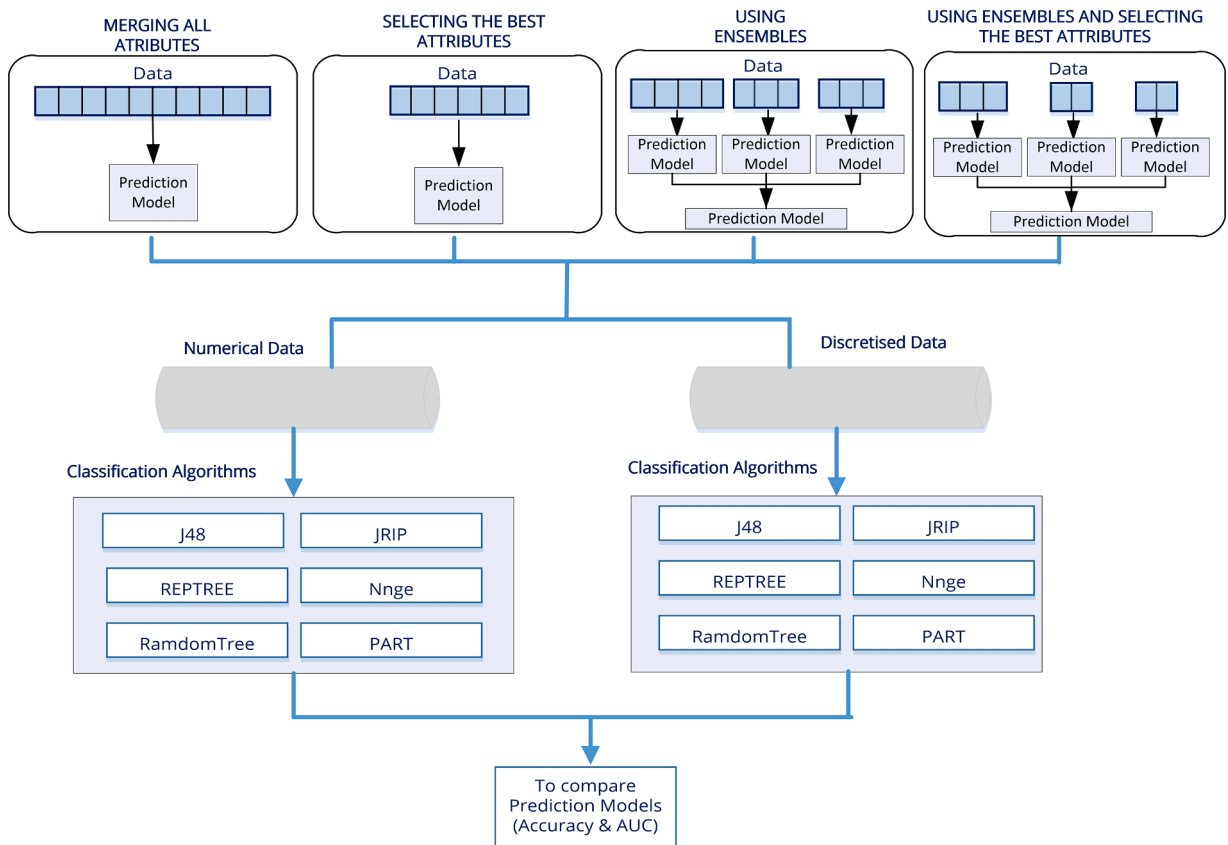 MERGING ALL
ATRIBUTES
Data
Prediction
Model
SELECTING THE BEST
ATTRIBUTES
Data
Prediction
Model
USING
ENSEMBLES
Data
Prediction
Model
Prediction
Model
Prediction
Model
Prediction Model
USING ENSEMBLES AND SELECTING
THE BEST ATTRIBUTES
Data
Prediction
Model
Prediction
Model
Prediction
Model
Prediction Model
Numerical Data
Classification Algorithms
J48
JRIP
REPTREE
Nnge
RamdomTree
PART
Discretised Data
Classification Algorithms
J48
JRIP
REPTREE
Nnge
RamdomTree
PART
To compare
Prediction Models
(Accuracy & AUC)